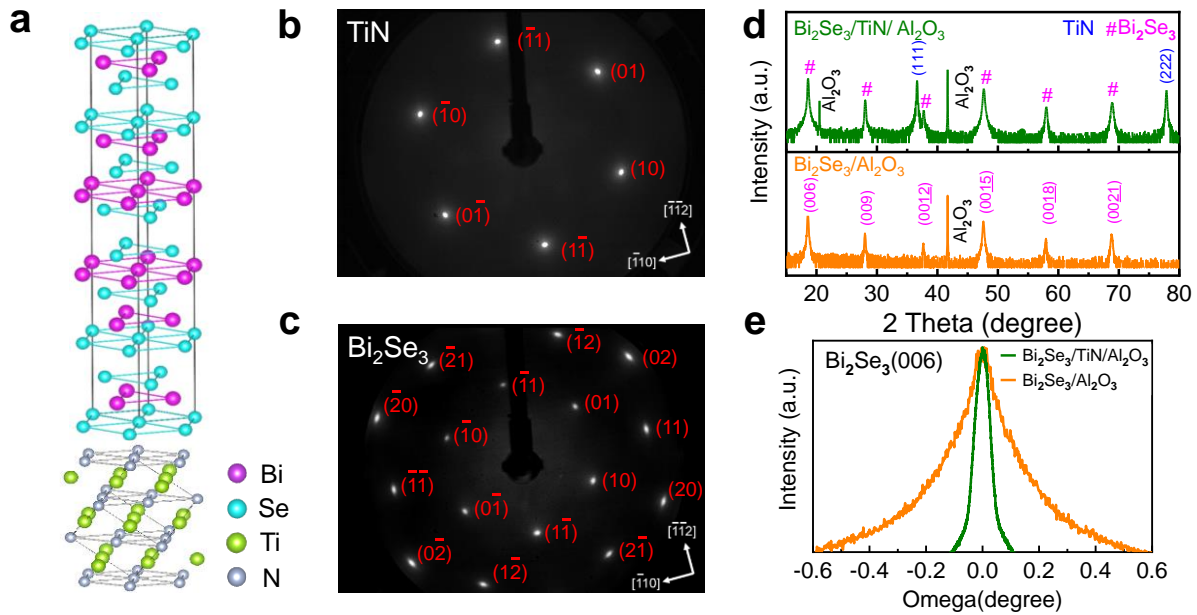 a
Bi
Se
Ti
N
b
TiN
(1̅1)
(01)
(1̅0)
(10)
(01̅)
(11̅)
[1̅1̅2]
[1̅10]
c
Bi₂Se₃
(1̅2)
(02)
(2̅1)
(1̅1)
(01)
(2̅0)
(11)
(1̅0)
(10)
(20)
(1̅1̅)
(01̅)
(11̅)
(02̅)
(12̅)
(21̅)
[1̅1̅2]
[1̅10]
d
Bi₂Se₃/TiN/ Al₂O₃
TiN
#Bi₂Se₃
#
Al₂O₃
#
(111)
#
Al₂O₃
#
#
#
(222)
Bi₂Se₃/Al₂O₃
(006)
(009)
(0012)
Al₂O₃
(0015)
(0018)
(0021)
Intensity (a.u.)
20 30 40 50 60 70 80
2 Theta (degree)
e
Bi₂Se₃(006)
Bi₂Se₃/TiN/Al₂O₃
Bi₂Se₃/Al₂O₃
Intensity (a.u.)
-0.6 -0.4 -0.2 0.0 0.2 0.4 0.6
Omega(degree)